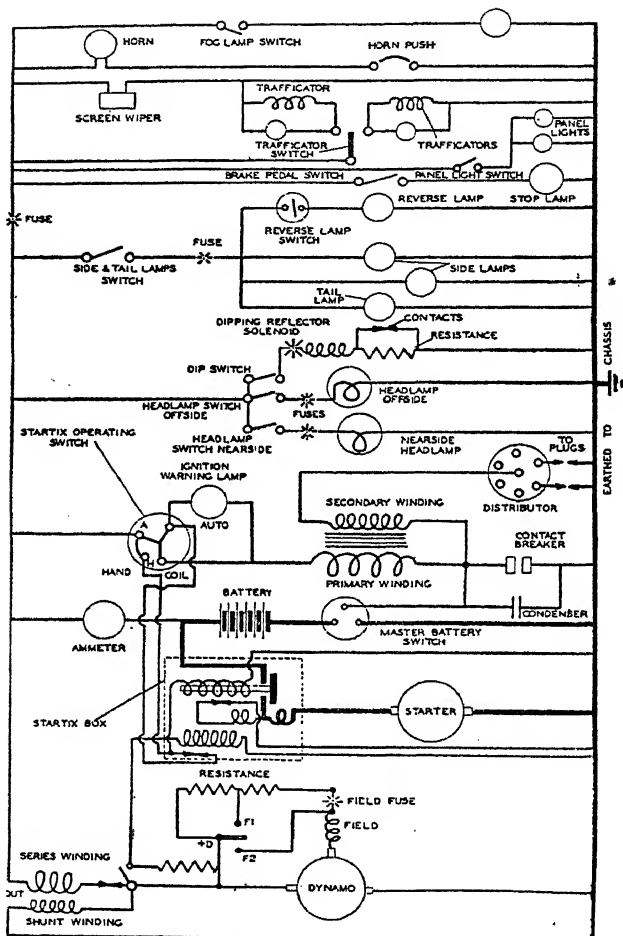 HORN
FOG LAMP SWITCH
HORN PUSH
TRAFFICATOR
SCREEN WIPER
TRAFFICATOR
SWITCH
TRAFFICATORS
PANEL
LIGHTS
BRAKE PEDAL SWITCH
PANEL LIGHT SWITCH
STOP LAMP
FUSE
REVERSE LAMP
REVERSE LAMP
SWITCH
FUSE
SIDE & TAIL LAMPS
SWITCH
SIDE LAMPS
TAIL
LAMP
CONTACTS
DIPPING REFLECTOR
SOLENOID
RESISTANCE
DIP SWITCH
HEADLAMP SWITCH
OFFSIDE
FUSES
HEADLAMP
OFFSIDE
HEADLAMP
SWITCH NEARSIDE
NEARSIDE
HEADLAMP
EARTHED TO CHASSIS
STARTIX OPERATING
SWITCH
IGNITION
WARNING LAMP
TO
PLUGS
DISTRIBUTOR
SECONDARY WINDING
A
AUTO
H
HAND
COIL
PRIMARY WINDING
CONTACT
BREAKER
CONDENSER
BATTERY
AMMETER
MASTER BATTERY
SWITCH
STARTIX BOX
STARTER
RESISTANCE
FIELD FUSE
F1
FIELD
+D
F2
SERIES WINDING
DYNAMO
OUT
SHUNT WINDING